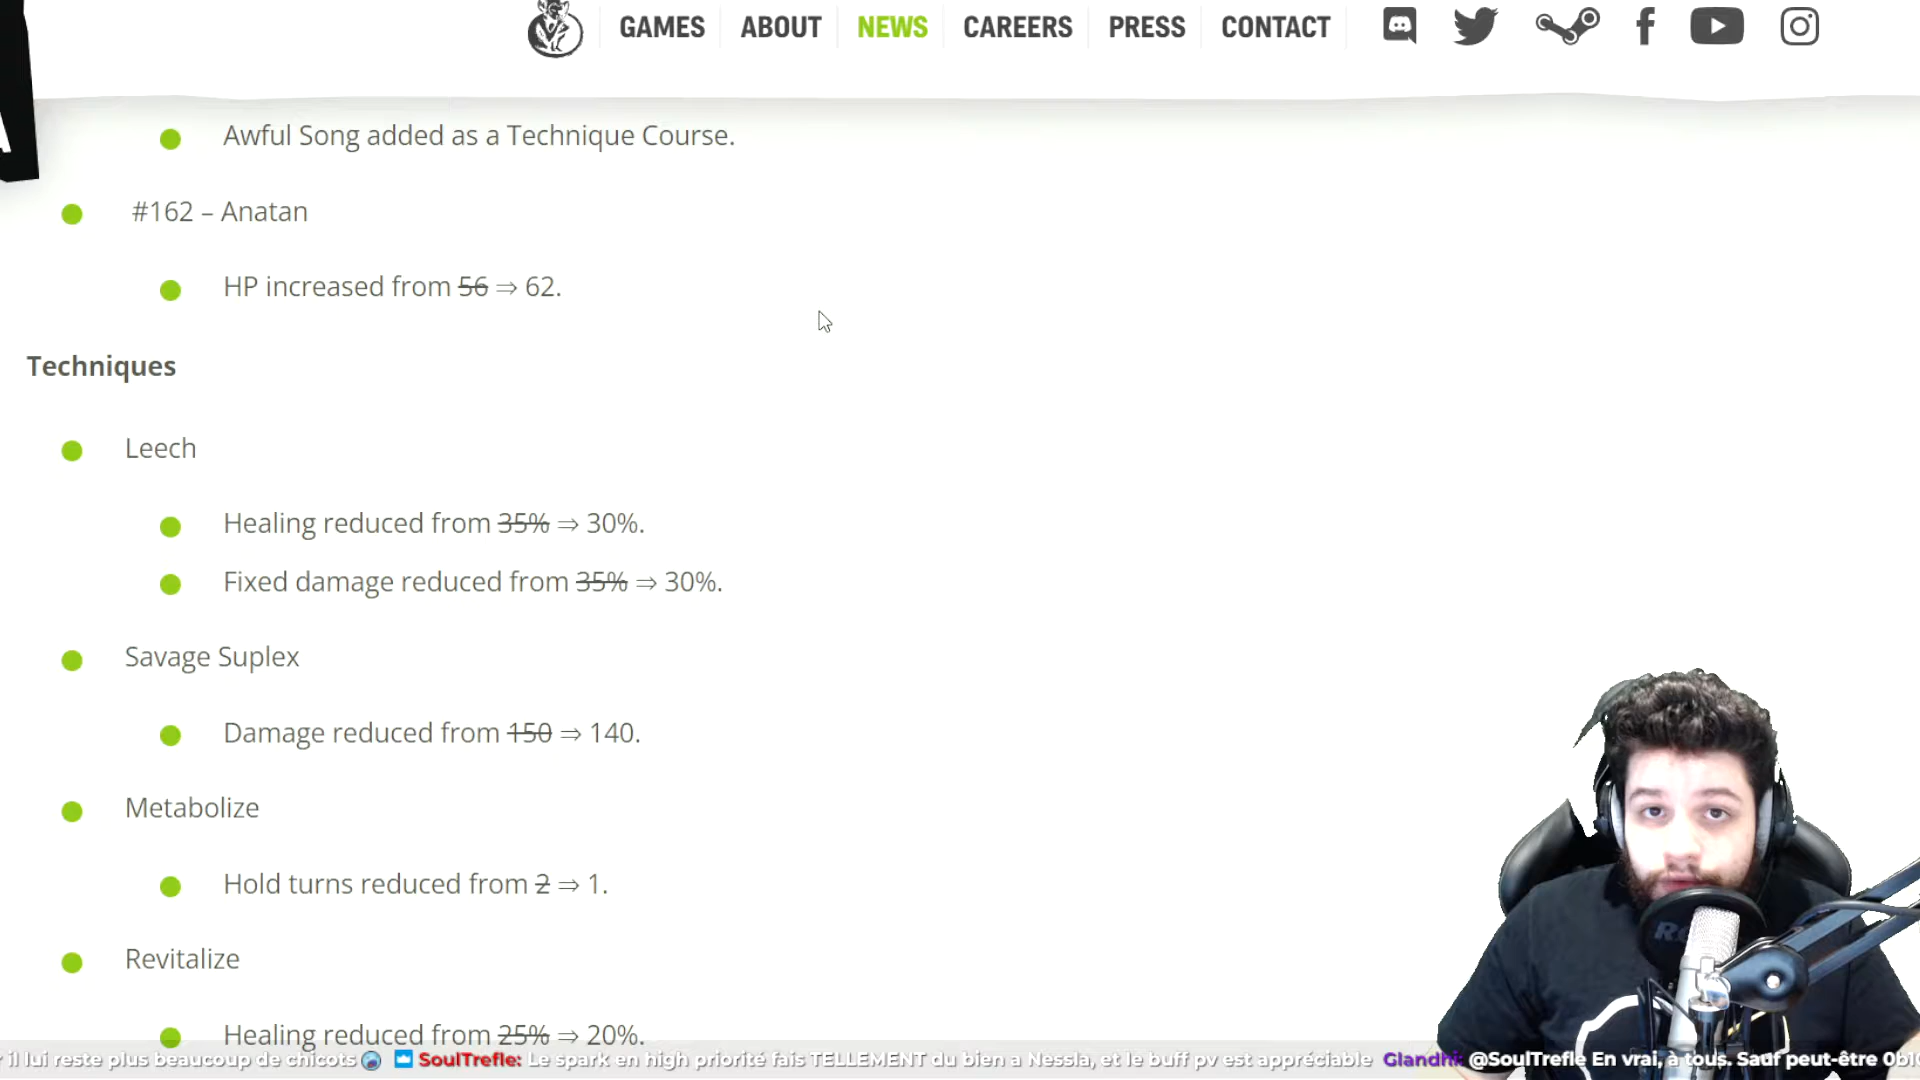 GAMES ABOUT NEWS CAREERS PRESS CONTACT
Awful Song added as a Technique Course.
#162 – Anatan
HP increased from 56 ⇒ 62.
Techniques
Leech
Healing reduced from 35% ⇒ 30%.
Fixed damage reduced from 35% ⇒ 30%.
Savage Suplex
Damage reduced from 150 ⇒ 140.
Metabolize
Hold turns reduced from 2 ⇒ 1.
Revitalize
Healing reduced from 25% ⇒ 20%.
il lui reste plus beaucoup de chicots SoulTrefle: Le spark en high priorité fais TELLEMENT du bien a Nessla, et le buff pv est appréciable @SoulTrefle En vrai, à tous. Sauf peut-être